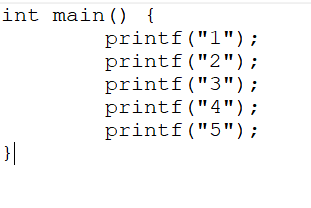 int main() {
        printf("1");
        printf("2");
        printf("3");
        printf("4");
        printf("5");
}